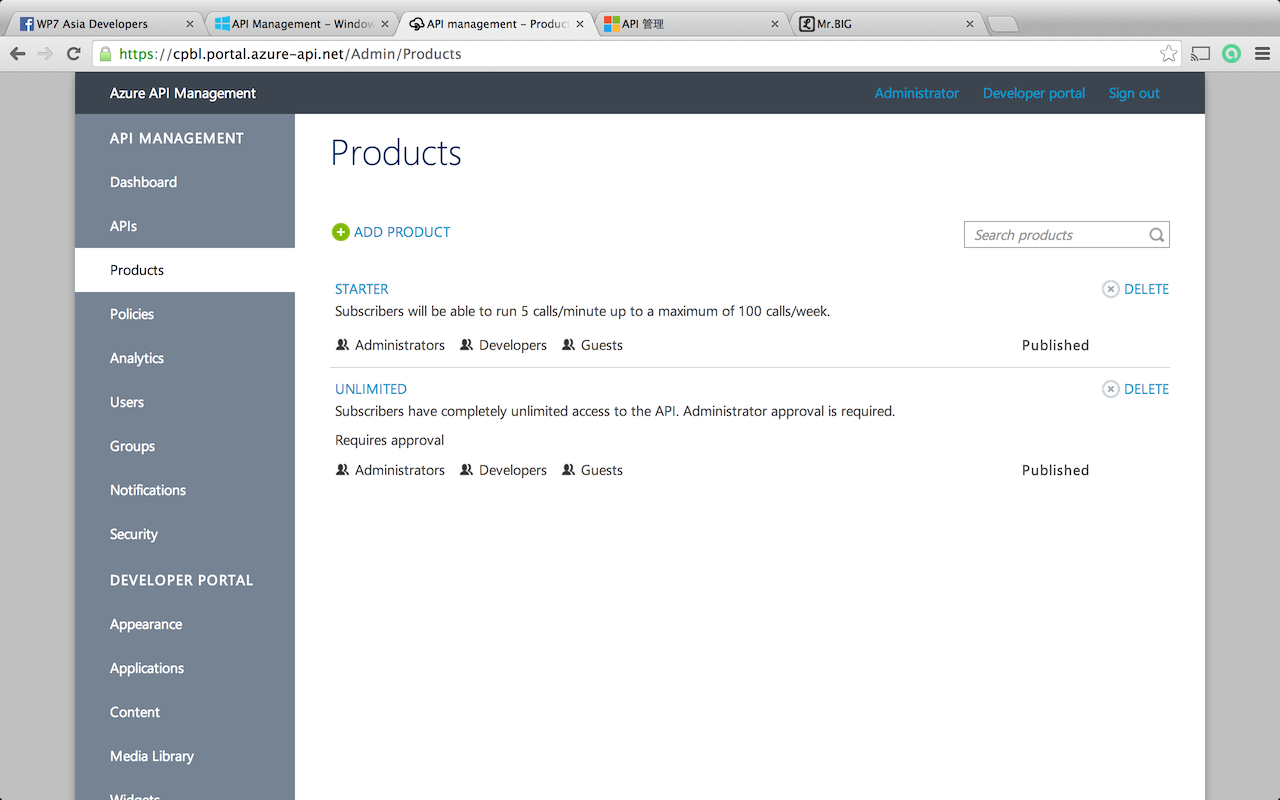 WP7 Asia Developers
API Management – Window
API management – Product
API 管理
Mr.BIG
https://cpbl.portal.azure-api.net/Admin/Products
Azure API Management
Administrator
Developer portal
Sign out
API MANAGEMENT
Dashboard
APIs
Products
Policies
Analytics
Users
Groups
Notifications
Security
DEVELOPER PORTAL
Appearance
Applications
Content
Media Library
Widgets
Products
ADD PRODUCT
Search products
STARTER
DELETE
Subscribers will be able to run 5 calls/minute up to a maximum of 100 calls/week.
Administrators Developers Guests
Published
UNLIMITED
DELETE
Subscribers have completely unlimited access to the API. Administrator approval is required.
Requires approval
Administrators Developers Guests
Published